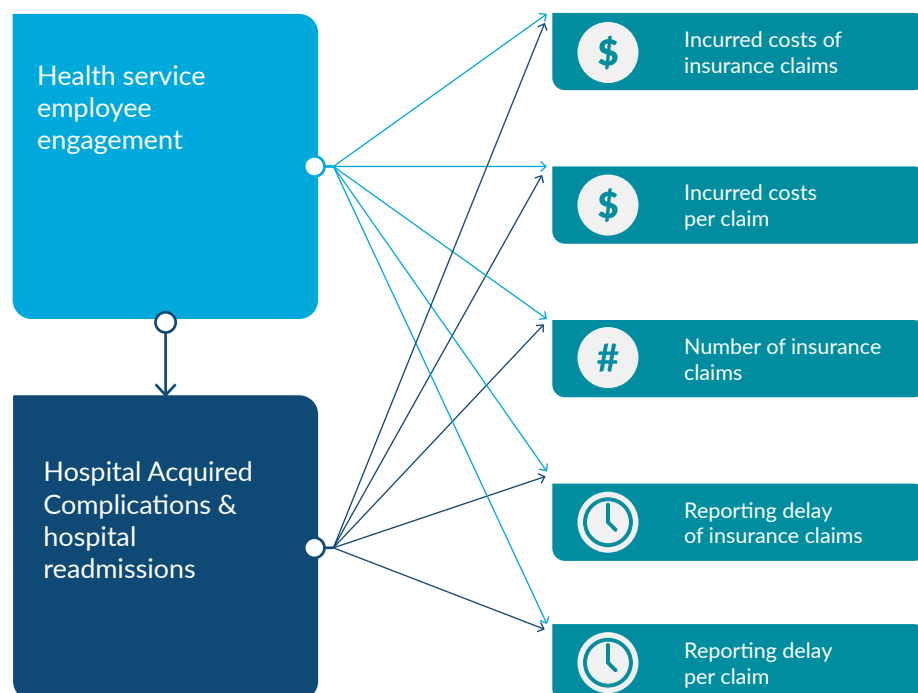 Health service
employee
engagement
Hospital Acquired
Complications &
hospital
readmissions
$
Incurred costs of
insurance claims
$
Incurred costs
per claim
#
Number of insurance
claims
Reporting delay
of insurance claims
Reporting delay
per claim